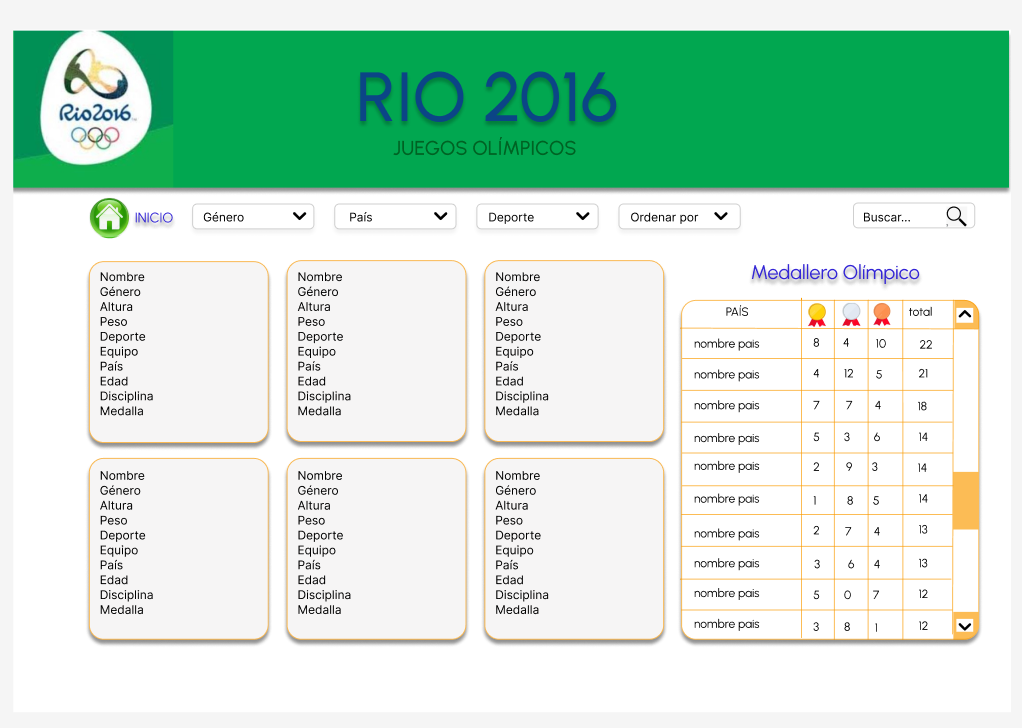 Rio2016
RIO 2016
JUEGOS OLÍMPICOS
INICIO
Género
País
Deporte
Ordenar por
Buscar...
Nombre
Género
Altura
Peso
Deporte
Equipo
País
Edad
Disciplina
Medalla
Nombre
Género
Altura
Peso
Deporte
Equipo
País
Edad
Disciplina
Medalla
Nombre
Género
Altura
Peso
Deporte
Equipo
País
Edad
Disciplina
Medalla
Nombre
Género
Altura
Peso
Deporte
Equipo
País
Edad
Disciplina
Medalla
Nombre
Género
Altura
Peso
Deporte
Equipo
País
Edad
Disciplina
Medalla
Nombre
Género
Altura
Peso
Deporte
Equipo
País
Edad
Disciplina
Medalla
Medallero Olímpico
PAÍS total
nombre pais 8 4 10 22
nombre pais 4 12 5 21
nombre pais 7 7 4 18
nombre pais 5 3 6 14
nombre pais 2 9 3 14
nombre pais 1 8 5 14
nombre pais 2 7 4 13
nombre pais 3 6 4 13
nombre pais 5 0 7 12
nombre pais 3 8 1 12